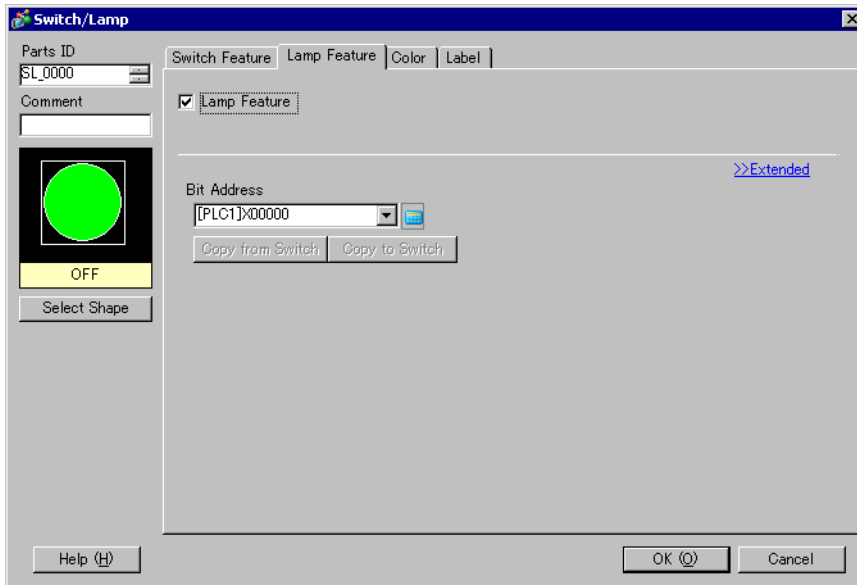 Switch/Lamp
Parts ID
SL_0000
Comment
OFF
Select Shape
Switch Feature Lamp Feature Color Label
Lamp Feature
>>Extended
Bit Address
[PLC1]X00000
Copy from Switch Copy to Switch
Help (H) OK (O) Cancel